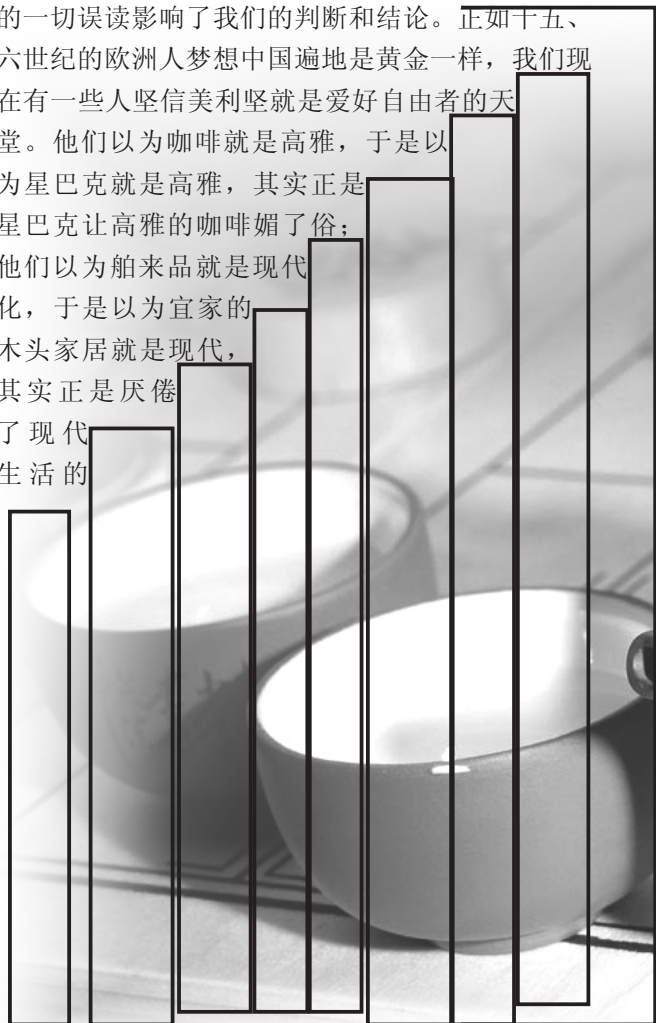 的一切误读影响了我们的判断和结论。正如十五、
六世纪的欧洲人梦想中国遍地是黄金一样，我们现
在有一些人坚信美利坚就是爱好自由者的天
堂。他们以为咖啡就是高雅，于是以
为星巴克就是高雅，其实正是
星巴克让高雅的咖啡媚了俗；
他们以为舶来品就是现代
化，于是以为宜家的
木头家居就是现代，
其实正是厌倦
了现代
生活的